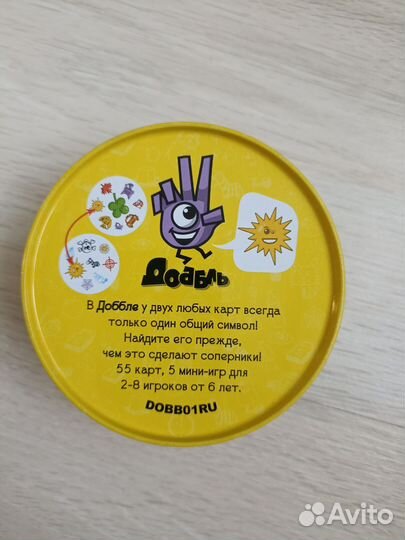 Доббль
В Доббле у двух любых карт всегда
только один общий символ!
Найдите его прежде,
чем это сделают соперники!
55 карт, 5 мини-игр для
2-8 игроков от 6 лет.
DOBB01RU
Avito